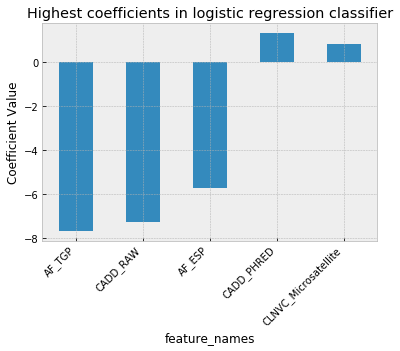 Highest coefficients in logistic regression classifier
Coefficient Value
0
−2
−4
−6
−8
AF_TGP
CADD_RAW
AF_ESP
CADD_PHRED
CLNVC_Microsatellite
feature_names